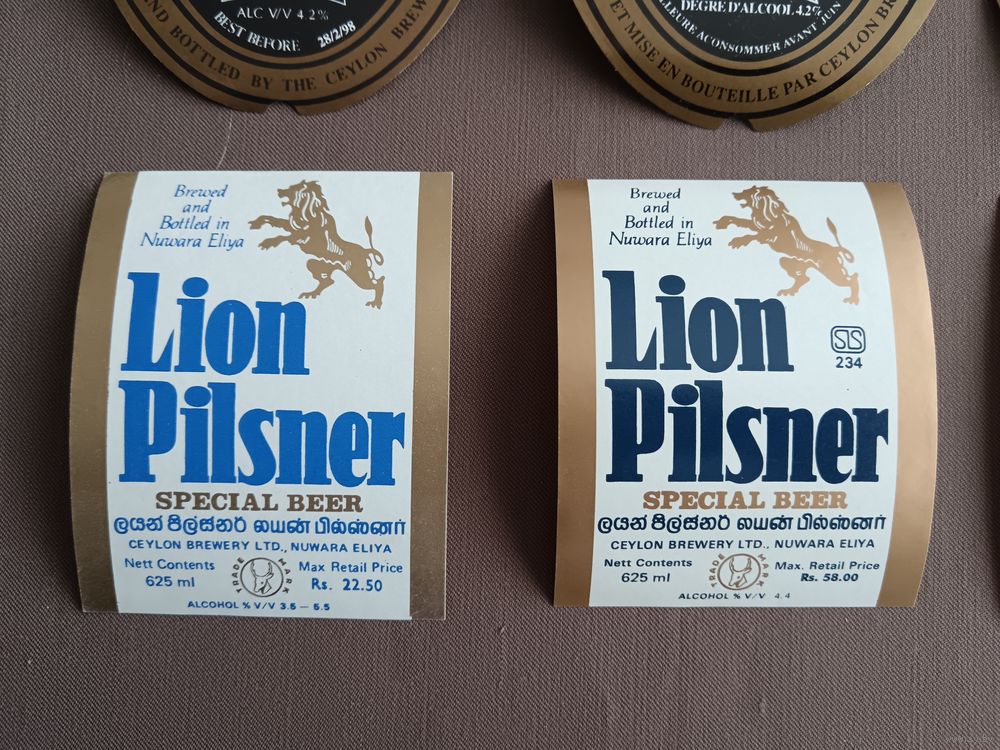 ALC V/V 4.2%
BEST BEFORE 28/2/98
AND BOTTLED BY THE CEYLON BREW
DEGRE D'ALCOOL 4.2%
LLEURE A CONSOMMER AVANT JUIN
ET MISE EN BOUTEILLE PAR CEYLON BR
Brewed
and
Bottled in
Nuwara Eliya
Lion
Pilsner
SPECIAL BEER
ලයන් පිල්ස්නර් லயன் பில்ஸ்னர்
CEYLON BREWERY LTD., NUWARA ELIYA
Nett Contents
625 ml
TRADE MARK
Max Retail Price
Rs. 22.50
ALCOHOL % V/V 3.5 – 5.5
Brewed
and
Bottled in
Nuwara Eliya
Lion
SLS
234
Pilsner
SPECIAL BEER
ලයන් පිල්ස්නර් லயன் பில்ஸ்னர்
CEYLON BREWERY LTD., NUWARA ELIYA
Nett Contents
625 ml
TRADE MARK
Max. Retail Price
Rs. 58.00
ALCOHOL % V/V 4.4